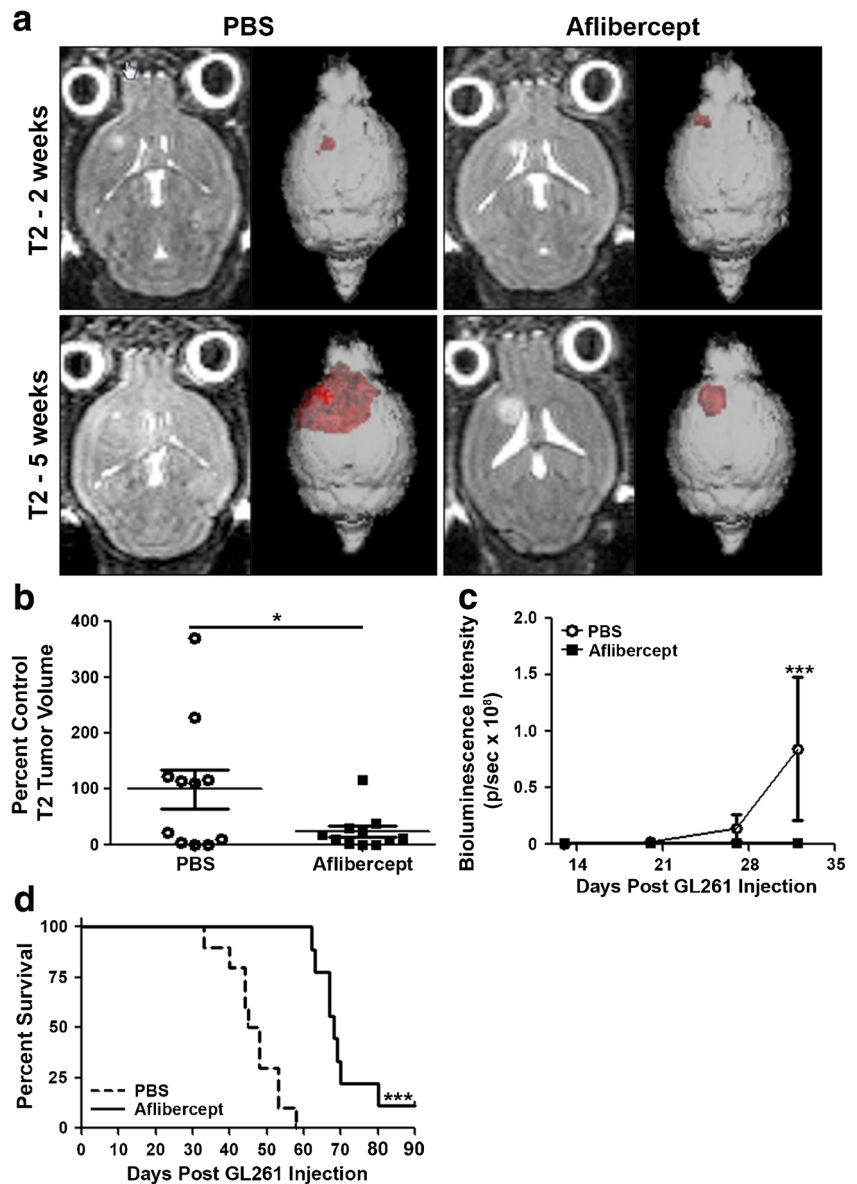 a
PBS
Aflibercept
T2 - 2 weeks
T2 - 5 weeks
b
400
300
200
100
0
Percent Control
T2 Tumor Volume
*
PBS
Aflibercept
c
2.0
1.5
1.0
0.5
0
Bioluminescence Intensity
(p/sec x 10⁸)
PBS
Aflibercept
***
14 21 28 35
Days Post GL261 Injection
d
100
75
50
25
0
Percent Survival
PBS
Aflibercept
***
0 10 20 30 40 50 60 70 80 90
Days Post GL261 Injection